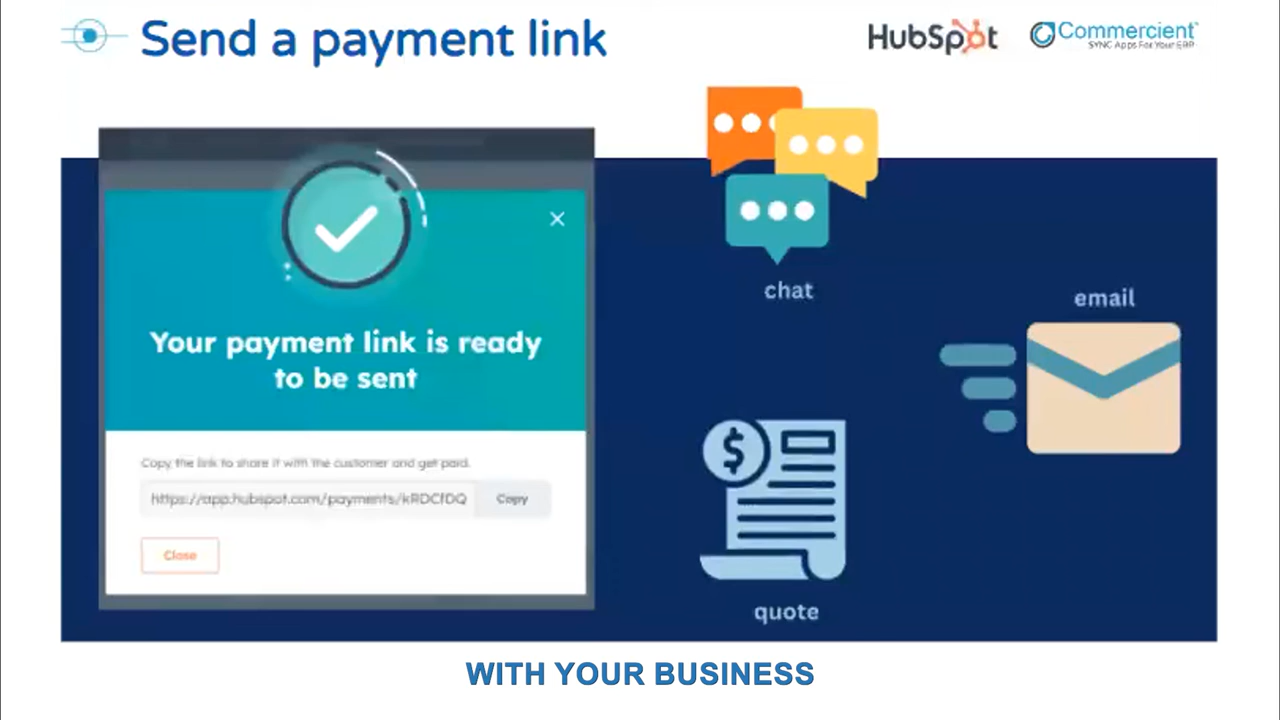 Send a payment link
HubSpot
Commercient
SYNC Apps For Your ERP
Your payment link is ready
to be sent
Copy the link to share it with the customer and get paid.
https://app.hubspot.com/payments/kRDCfDQ
Copy
Close
chat
email
quote
WITH YOUR BUSINESS